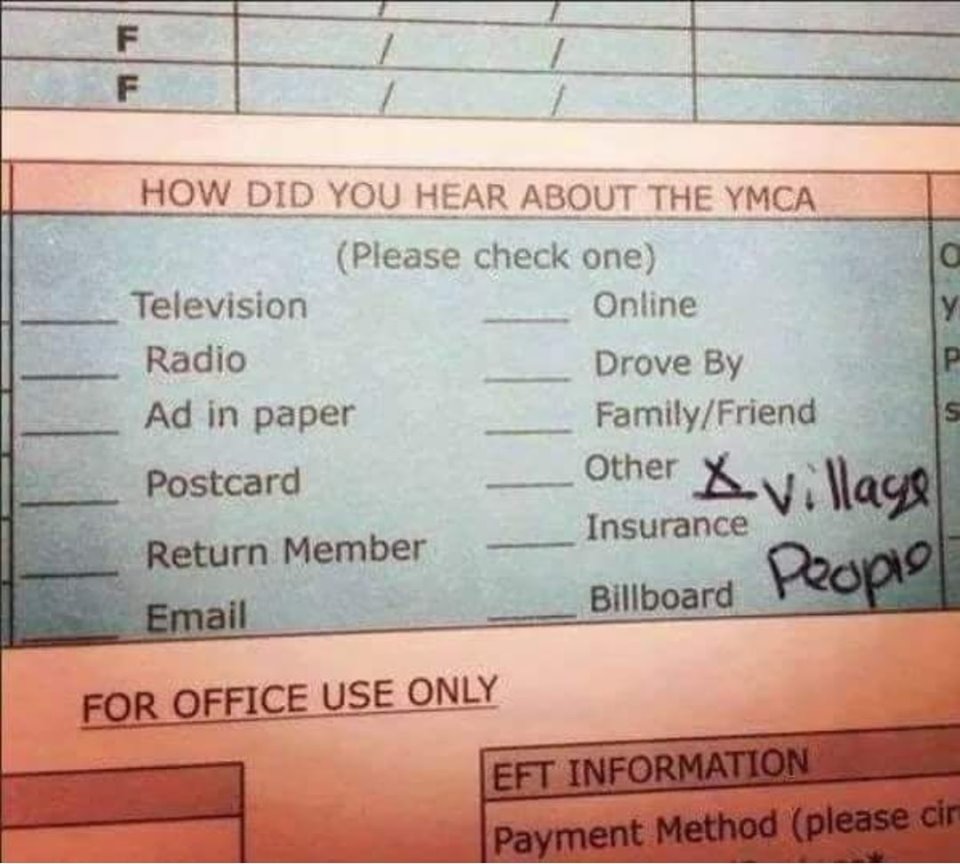 F / /
F / /
HOW DID YOU HEAR ABOUT THE YMCA
(Please check one)
Television Online
Radio Drove By
Ad in paper Family/Friend
Postcard Other X Village
Return Member Insurance People
Email Billboard
FOR OFFICE USE ONLY
EFT INFORMATION
Payment Method (please cir